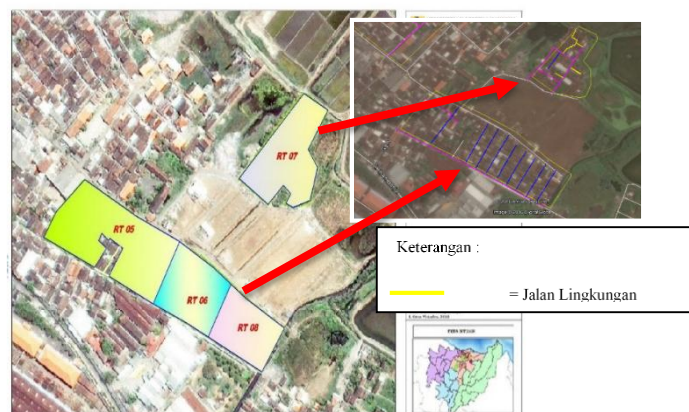 RT 07
RT 05
RT 06
RT 08
Keterangan :
= Jalan Lingkungan